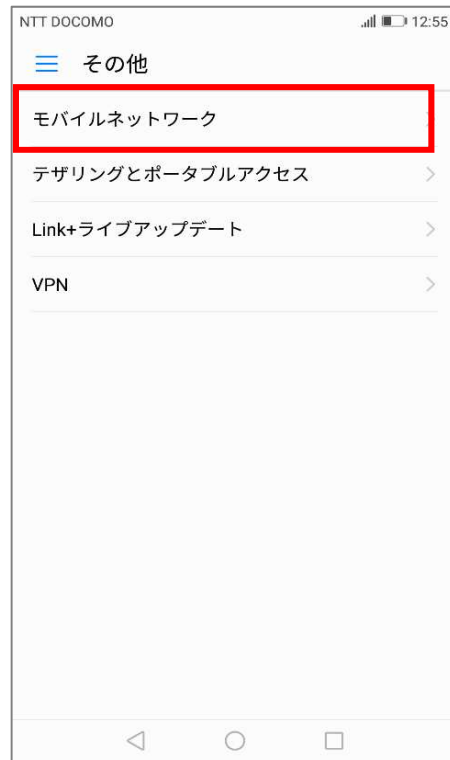 NTT DOCOMO 12:55
その他
モバイルネットワーク
テザリングとポータブルアクセス
Link+ライブアップデート
VPN